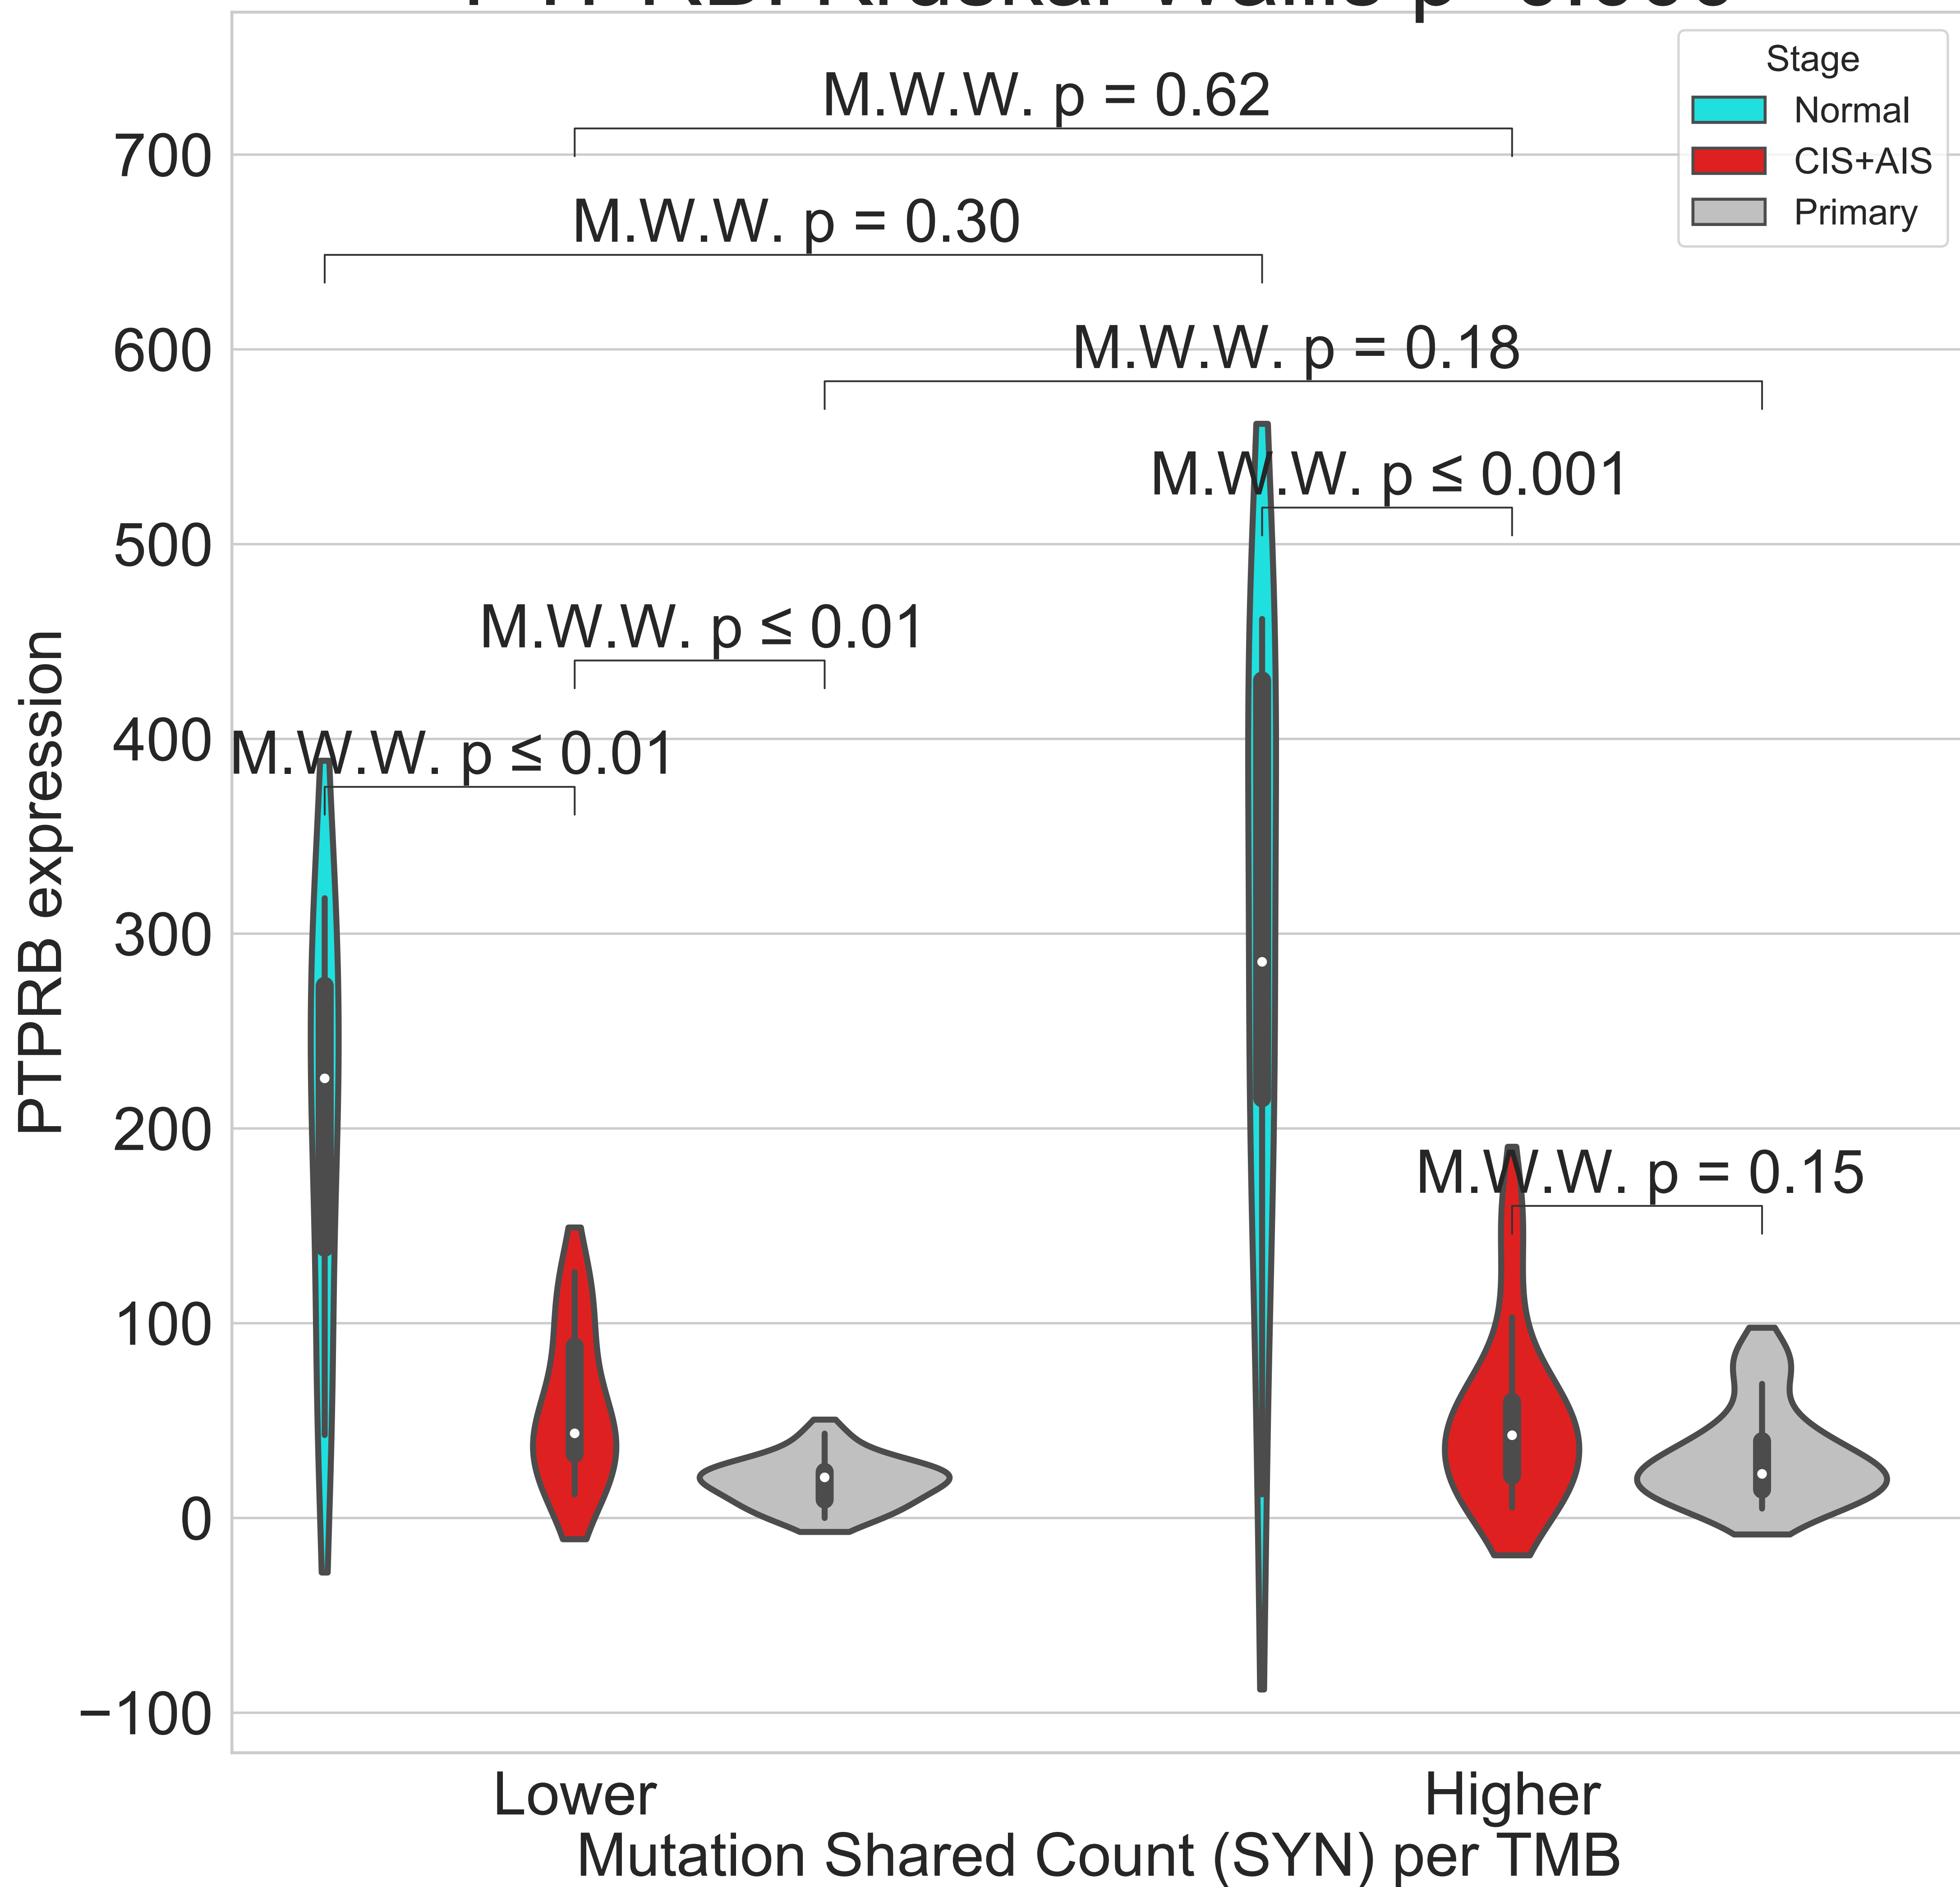 Stage
Normal
CIS+AIS
Primary
M.W.W. p = 0.62
700
M.W.W. p = 0.30
M.W.W. p = 0.18
600
M.W.W. p ≤ 0.001
500
M.W.W. p ≤ 0.01
400
M.W.W. p ≤ 0.01
300
PTPRB expression
200
M.W.W. p = 0.15
100
0
−100
Lower
Higher
Mutation Shared Count (SYN) per TMB